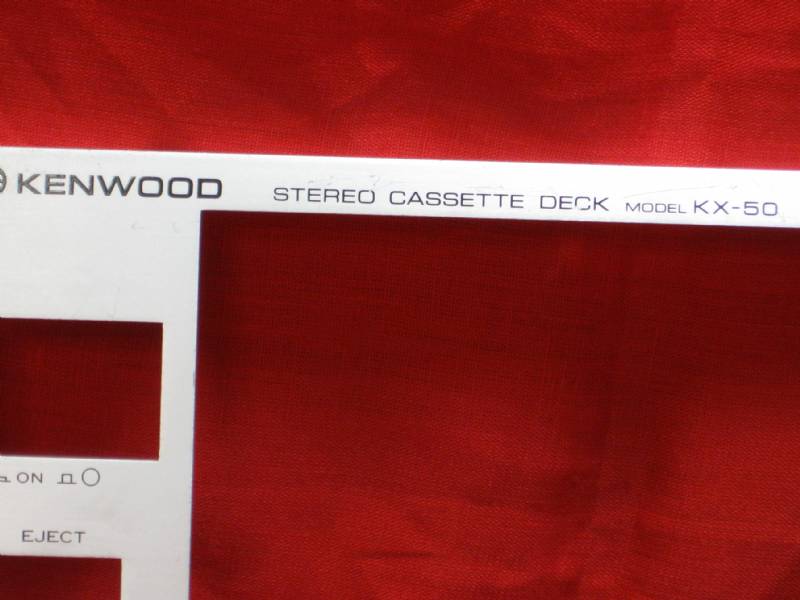 KENWOOD STEREO CASSETTE DECK MODEL KX-50
ON
EJECT